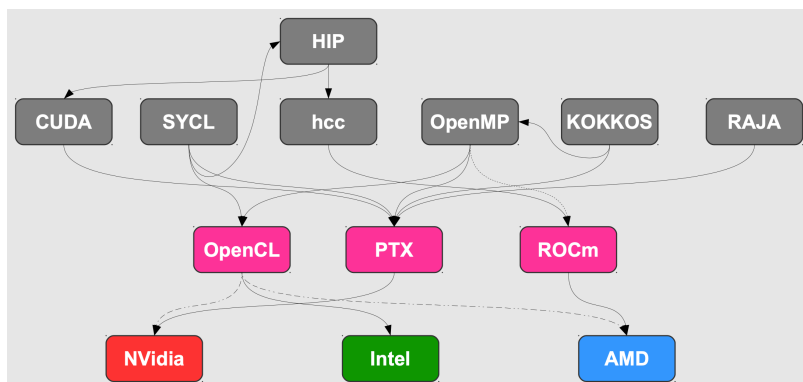 HIP
CUDA
SYCL
hcc
OpenMP
KOKKOS
RAJA
OpenCL
PTX
ROCm
NVidia
Intel
AMD